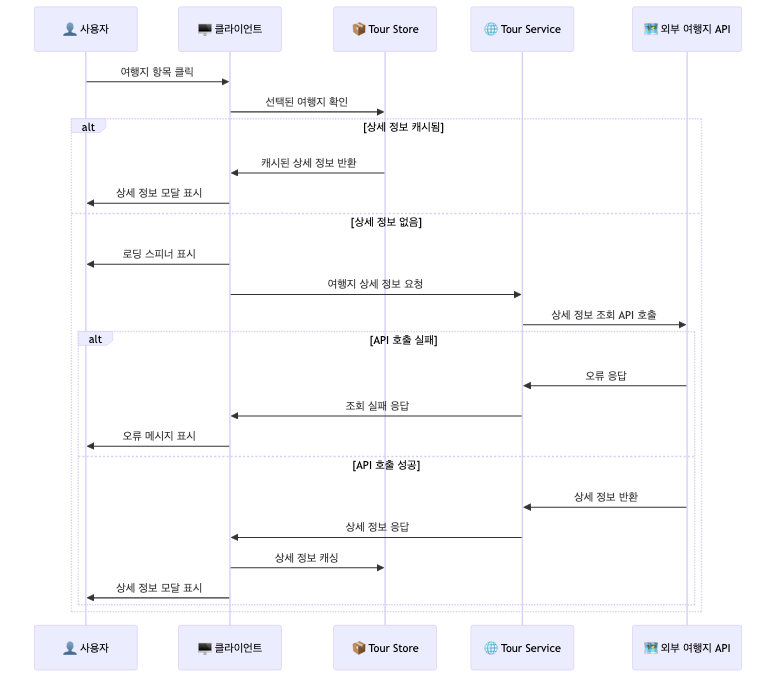 👤 사용자
🖥️ 클라이언트
📦 Tour Store
🌐 Tour Service
🗺️ 외부 여행지 API
여행지 항목 클릭
선택된 여행지 확인
alt
[상세 정보 캐시됨]
캐시된 상세 정보 반환
상세 정보 모달 표시
[상세 정보 없음]
로딩 스피너 표시
여행지 상세 정보 요청
상세 정보 조회 API 호출
alt
[API 호출 실패]
오류 응답
조회 실패 응답
오류 메시지 표시
[API 호출 성공]
상세 정보 반환
상세 정보 응답
상세 정보 캐싱
상세 정보 모달 표시
👤 사용자
🖥️ 클라이언트
📦 Tour Store
🌐 Tour Service
🗺️ 외부 여행지 API